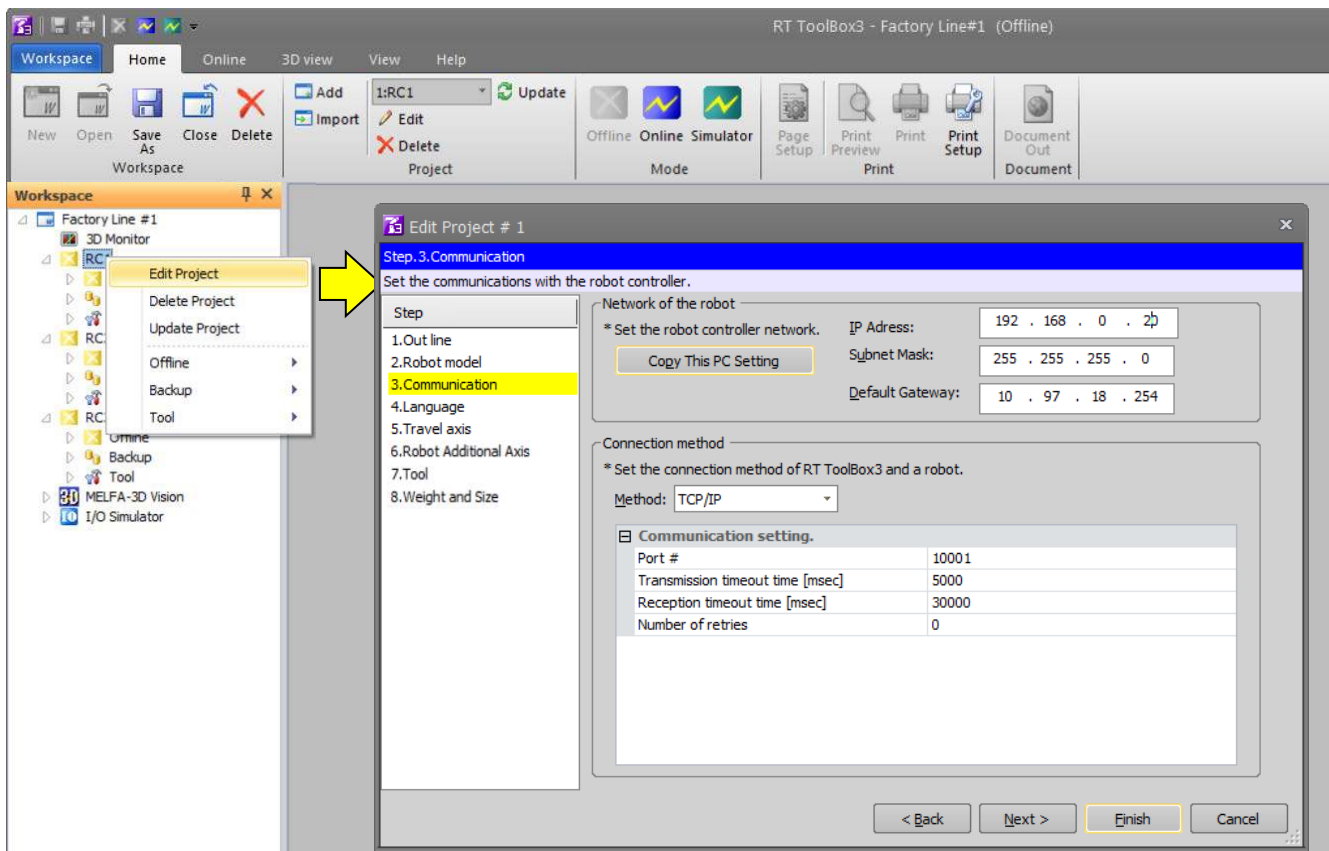 RT ToolBox3 - Factory Line#1 (Offline)
Workspace Home Online 3D view View Help
New Open Save As Close Delete
Workspace
Add
Import
1:RC1 Update
Edit
Delete
Project
Offline Online Simulator
Mode
Page Setup Print Preview Print Print Setup
Print
Document Out
Document
Workspace
Factory Line #1
3D Monitor
RC1
RC
RC
Offline
Backup
Tool
MELFA-3D Vision
I/O Simulator
Edit Project
Delete Project
Update Project
Offline
Backup
Tool
Edit Project # 1
Step.3.Communication
Set the communications with the robot controller.
Step
1.Out line
2.Robot model
3.Communication
4.Language
5.Travel axis
6.Robot Additional Axis
7.Tool
8.Weight and Size
Network of the robot
* Set the robot controller network.
Copy This PC Setting
IP Adress: 192 . 168 . 0 . 20
Subnet Mask: 255 . 255 . 255 . 0
Default Gateway: 10 . 97 . 18 . 254
Connection method
* Set the connection method of RT ToolBox3 and a robot.
Method: TCP/IP
Communication setting.
Port # 10001
Transmission timeout time [msec] 5000
Reception timeout time [msec] 30000
Number of retries 0
< Back Next > Finish Cancel